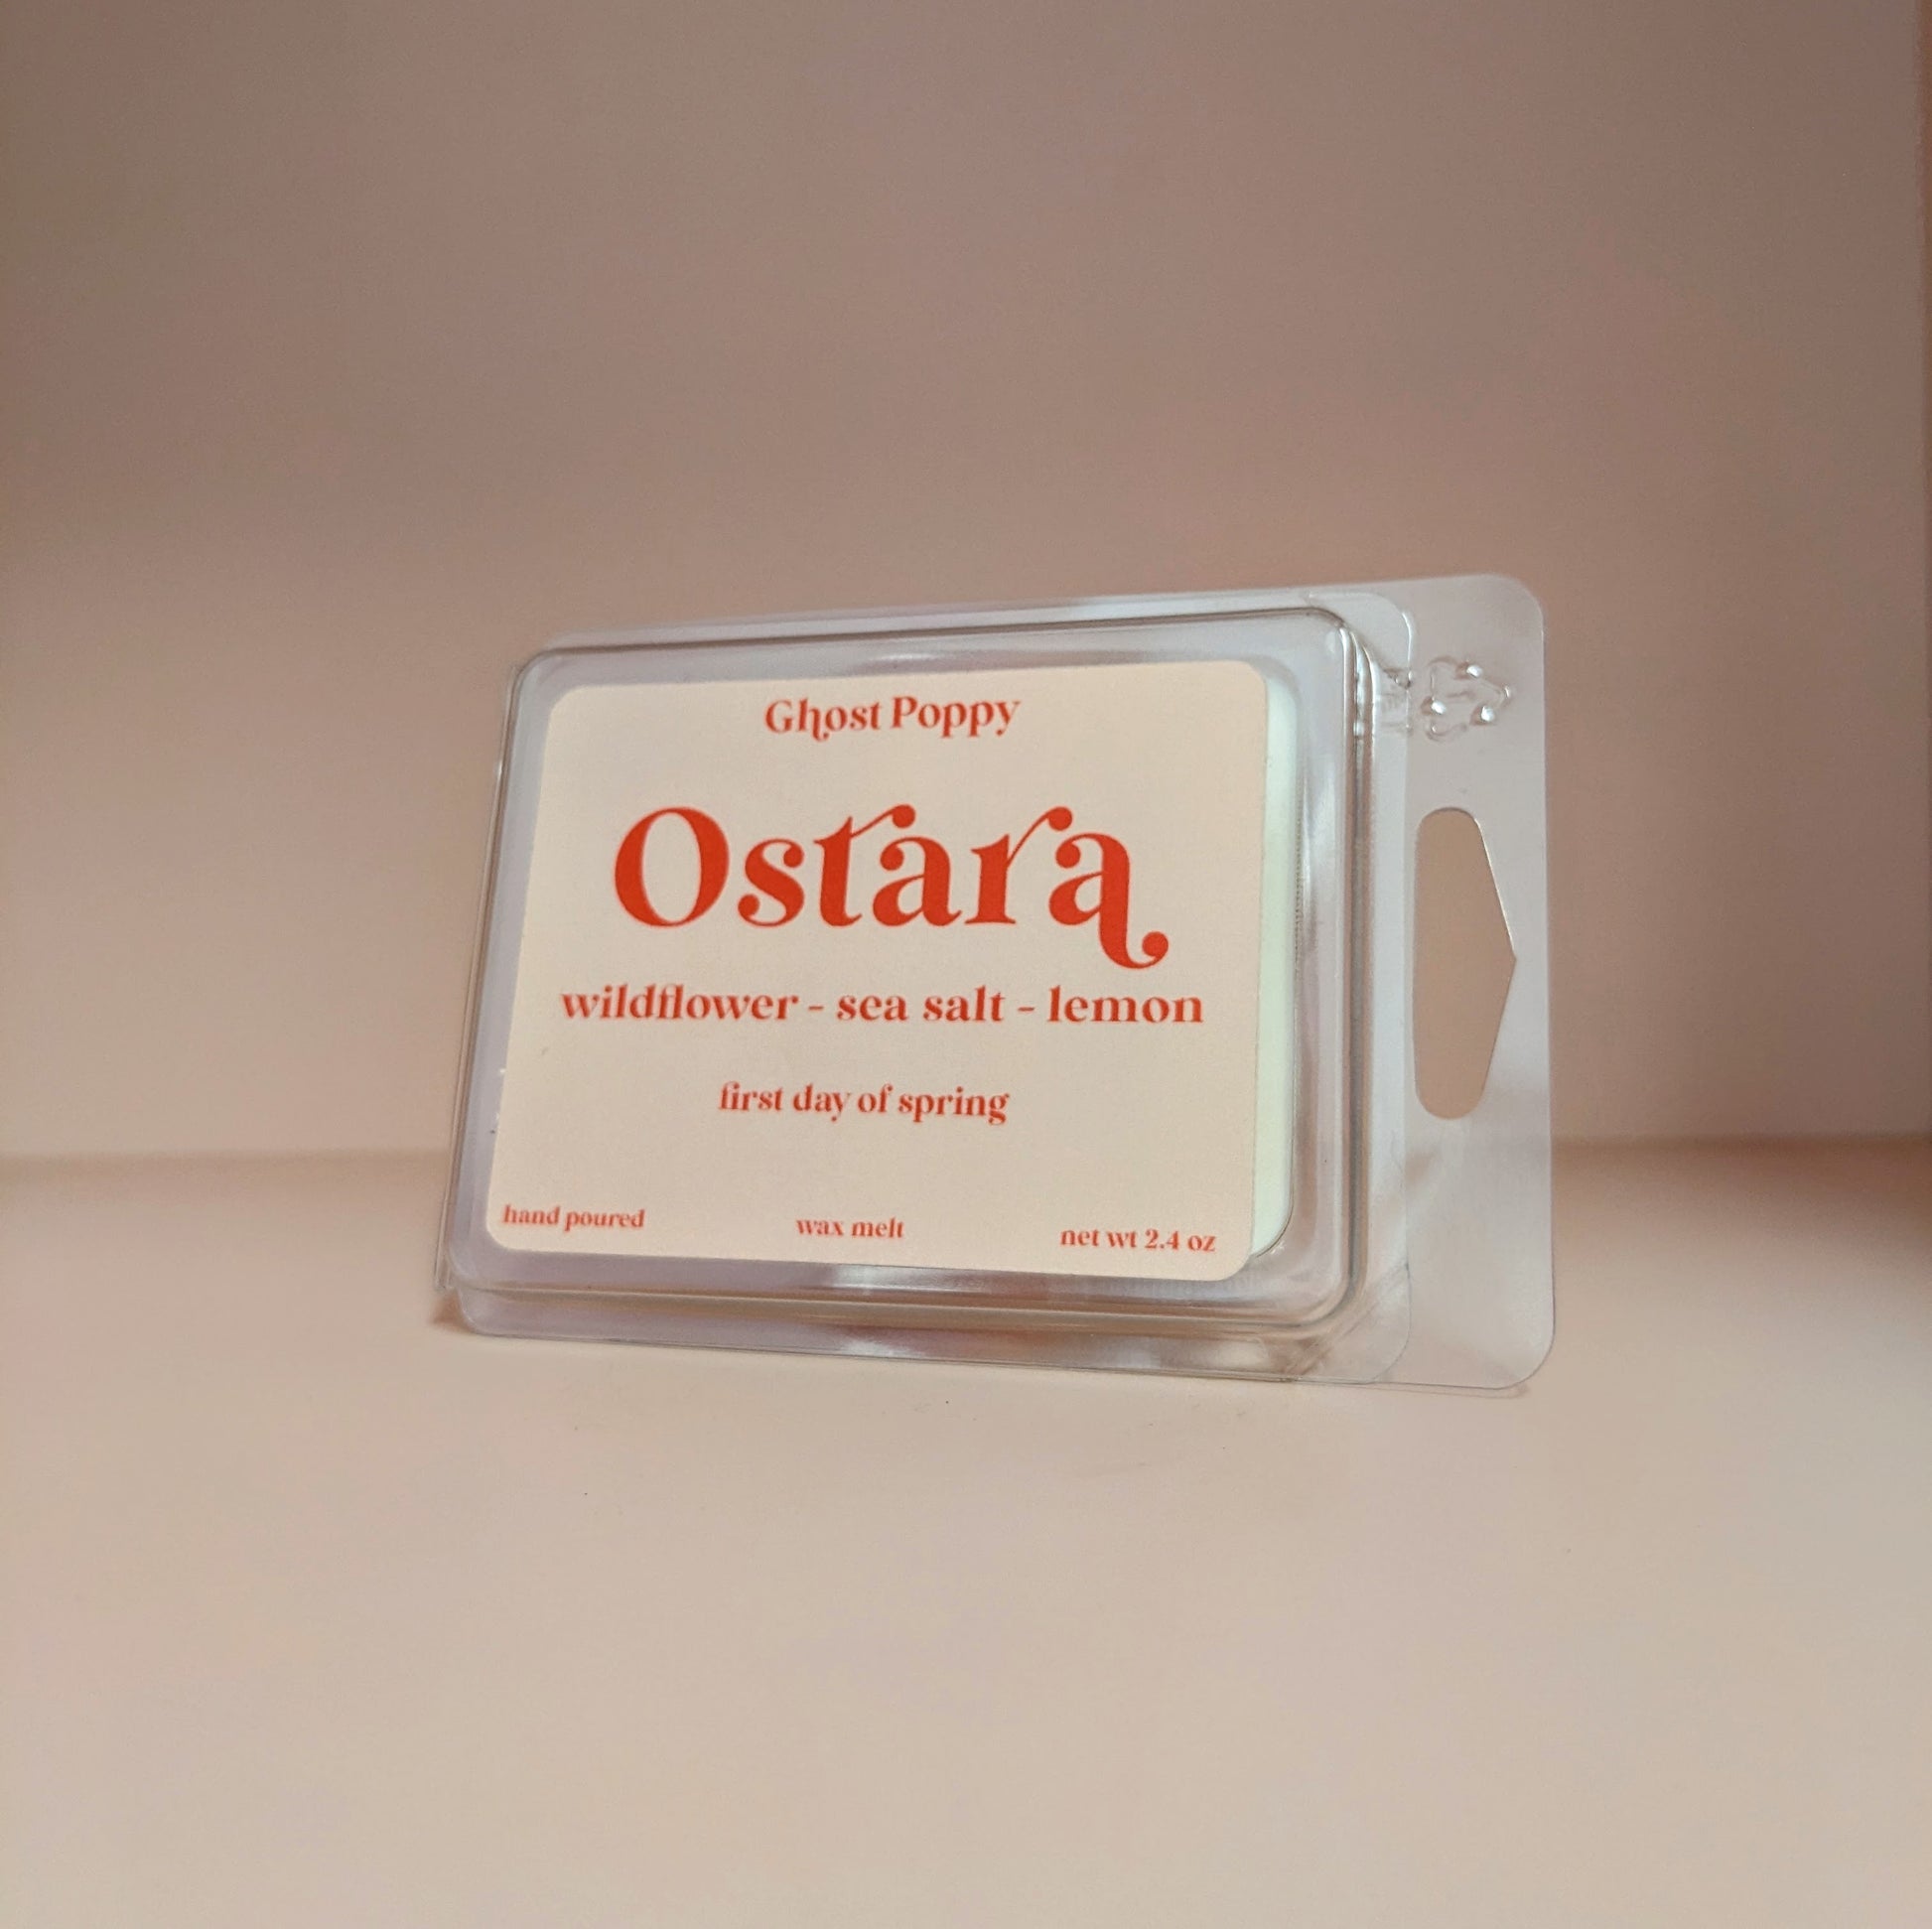 Ghost Poppy
Ostara
wildflower - sea salt - lemon
first day of spring
hand poured wax melt net wt 2.4 oz